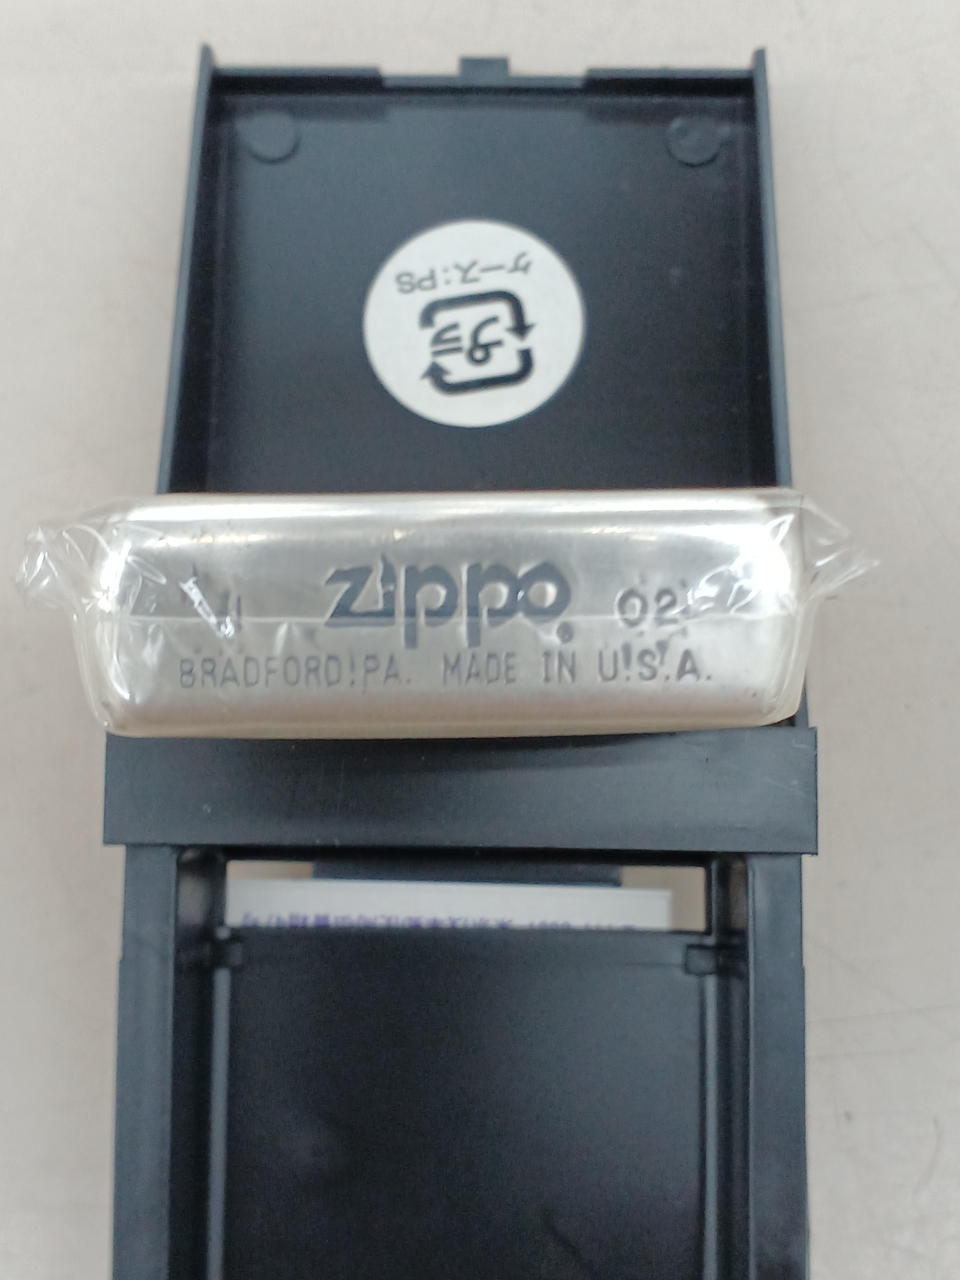 ケース:PS
プラ
zippo® 02
BRADFORD, PA. MADE IN U.S.A.